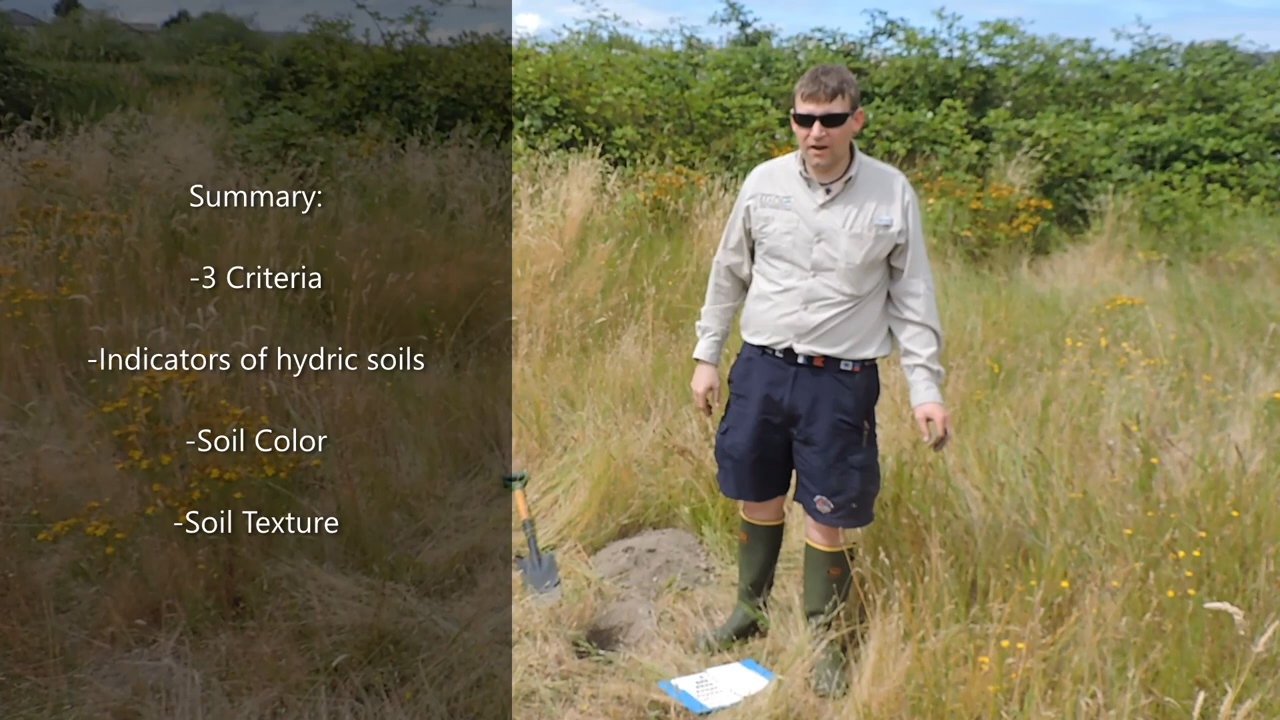 Summary:
-3 Criteria
-Indicators of hydric soils
-Soil Color
-Soil Texture